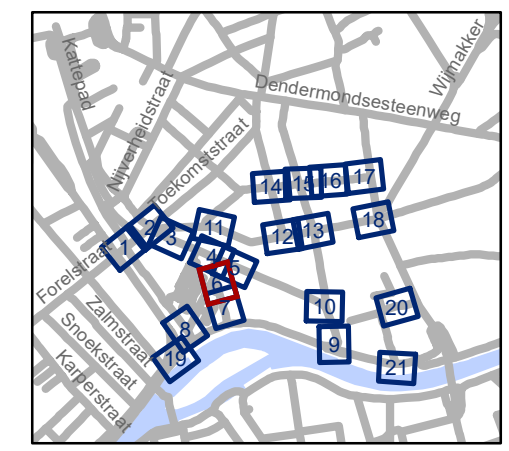 Kattepad
Nijverheidstraat
Toekomststraat
Dendermondsesteenweg
Wijmakker
Forelstraat
Zalmstraat
Snoekstraat
Karperstraat
14
15
16
17
18
11
12
13
1
2
3
4
5
6
7
8
19
10
9
20
21